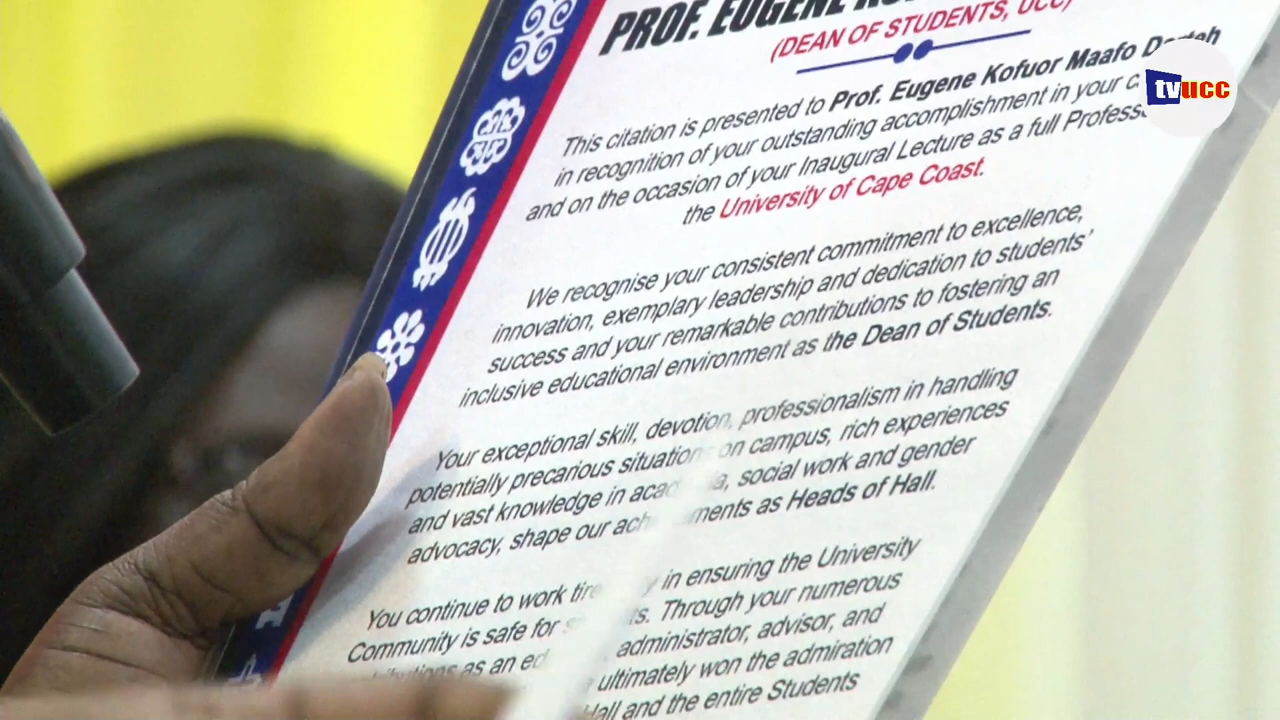 PROF. EUGENE
(DEAN OF STUDENTS, UCC)
This citation is presented to Prof. Eugene Kofuor Maafo Darteh
in recognition of your outstanding accomplishment in your
and on the occasion of your Inaugural Lecture as a full
the University of Cape Coast.
We recognise your consistent commitment to excellence,
innovation, exemplary leadership and dedication to students'
success and your remarkable contributions to fostering an
inclusive educational environment as the Dean of Students.
Your exceptional skill, devotion, professionalism in handling
potentially precarious situations on campus, rich experiences
and vast knowledge in social work and gender
advocacy, shape our as Heads of Hall.
You continue to work in ensuring the University
Community is safe for Through your numerous
as an administrator, advisor, and
ultimately won the admiration
Hall and the entire Students
tvucc